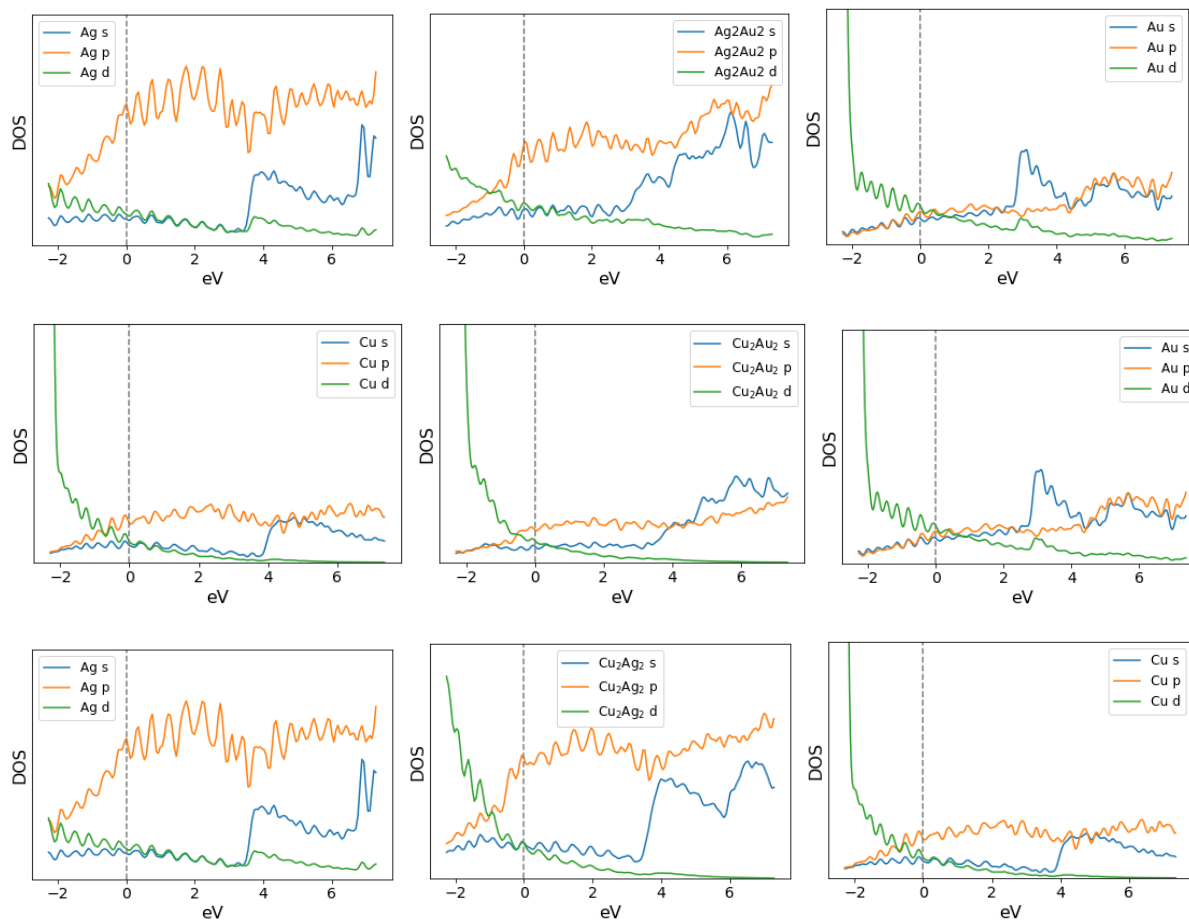 Ag s
Ag p
Ag d
DOS
−2 0 2 4 6
eV
Ag2Au2 s
Ag2Au2 p
Ag2Au2 d
DOS
−2 0 2 4 6
eV
Au s
Au p
Au d
DOS
−2 0 2 4 6
eV
Cu s
Cu p
Cu d
DOS
−2 0 2 4 6
eV
Cu₂Au₂ s
Cu₂Au₂ p
Cu₂Au₂ d
DOS
−2 0 2 4 6
eV
Au s
Au p
Au d
DOS
−2 0 2 4 6
eV
Ag s
Ag p
Ag d
DOS
−2 0 2 4 6
eV
Cu₂Ag₂ s
Cu₂Ag₂ p
Cu₂Ag₂ d
DOS
−2 0 2 4 6
eV
Cu s
Cu p
Cu d
DOS
−2 0 2 4 6
eV